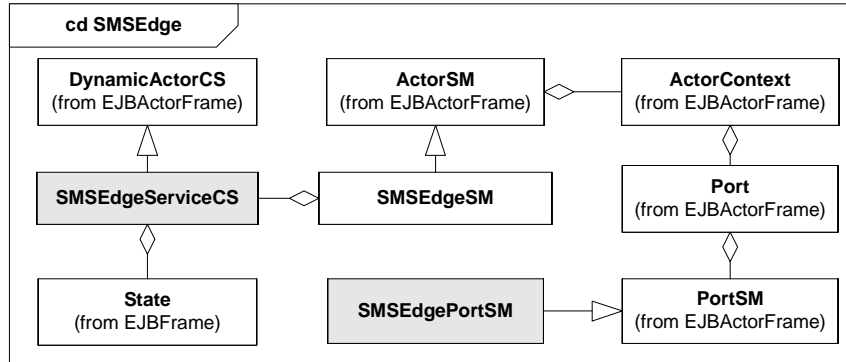 cd SMSEdge
DynamicActorCS
(from EJBActorFrame)
ActorSM
(from EJBActorFrame)
ActorContext
(from EJBActorFrame)
SMSEdgeServiceCS
SMSEdgeSM
Port
(from EJBActorFrame)
State
(from EJBFrame)
SMSEdgePortSM
PortSM
(from EJBActorFrame)